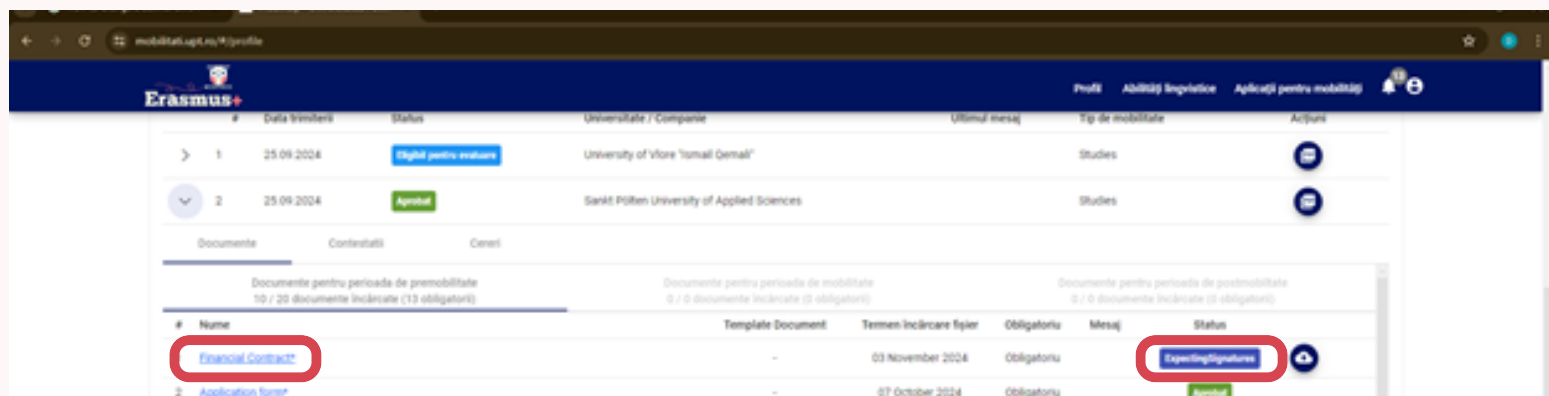 mobilitati.upt.ro/#/profile
Erasmus+
Profil Abilități lingvistice Aplicații pentru mobilități 13
# Data trimiterii Status Universitate / Companie Ultimul mesaj Tip de mobilitate Acțiuni
1 25.09.2024 Eligibil pentru evaluare University of Vlore "Ismail Qemali" Studies
2 25.09.2024 Aprobat Sankt Pölten University of Applied Sciences Studies
Documente Contestatii Cereri
Documente pentru perioada de premobilitate Documente pentru perioada de mobilitate Documente pentru perioada de postmobilitate
10 / 20 documente încărcate (13 obligatorii) 0 / 0 documente încărcate (0 obligatorii) 0 / 0 documente încărcate (0 obligatorii)
# Nume Template Document Termen încărcare fișier Obligatoriu Mesaj Status
Financial Contract* - 03 November 2024 Obligatoriu ExpectingSignatures
2 Application form* - 07 October 2024 Obligatoriu Aprobat